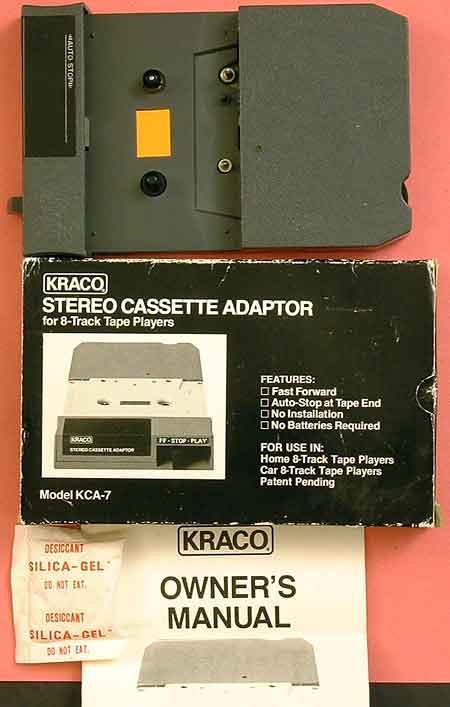 «AUTO STOP»
KRACO
STEREO CASSETTE ADAPTOR
for 8-Track Tape Players
KRACO
STEREO CASSETTE ADAPTOR
FF-STOP-PLAY
FEATURES:
☐ Fast Forward
☐ Auto-Stop at Tape End
☐ No Installation
☐ No Batteries Required
FOR USE IN:
Home 8-Track Tape Players
Car 8-Track Tape Players
Patent Pending
Model KCA-7
DESICCANT
"SILICA-GEL"
DO NOT EAT.
DESICCANT
"SILICA-GEL"
DO NOT EAT.
KRACO
OWNER'S
MANUAL